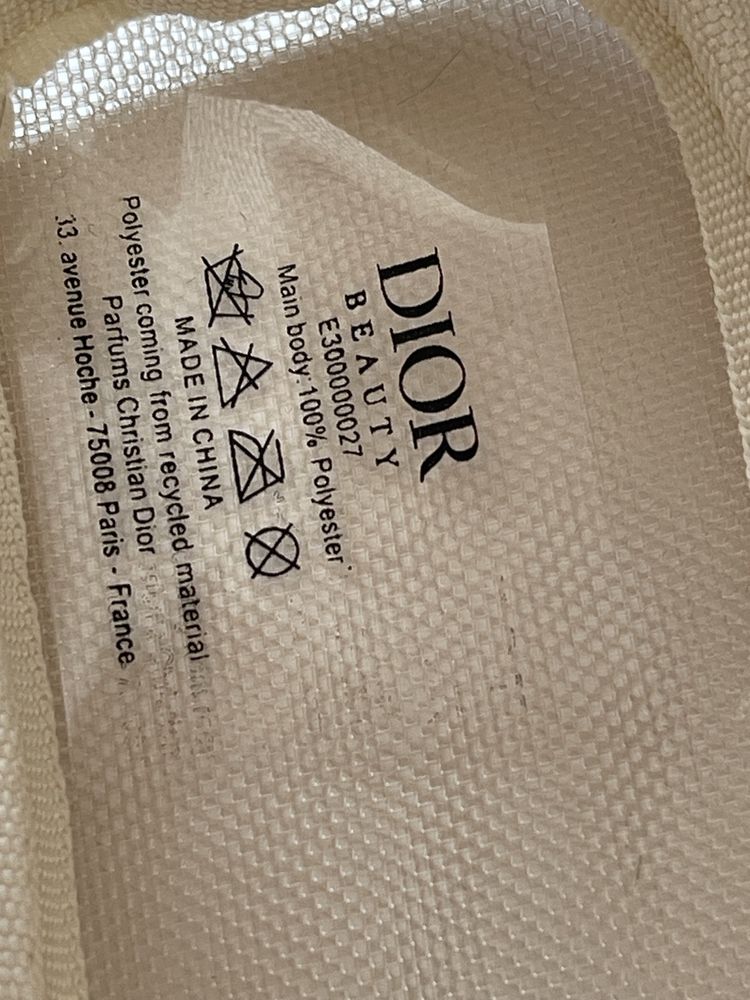 DIOR
BEAUTY
E300000027
Main body:100% Polyester
MADE IN CHINA
Polyester coming from recycled material
Parfums Christian Dior
33. avenue Hoche - 75008 Paris - France